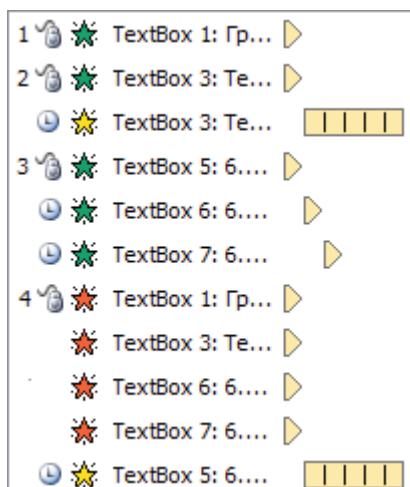 1 TextBox 1: Гр...
2 TextBox 3: Те...
TextBox 3: Те...
3 TextBox 5: 6....
TextBox 6: 6....
TextBox 7: 6....
4 TextBox 1: Гр...
TextBox 3: Те...
TextBox 6: 6....
TextBox 7: 6....
TextBox 5: 6....